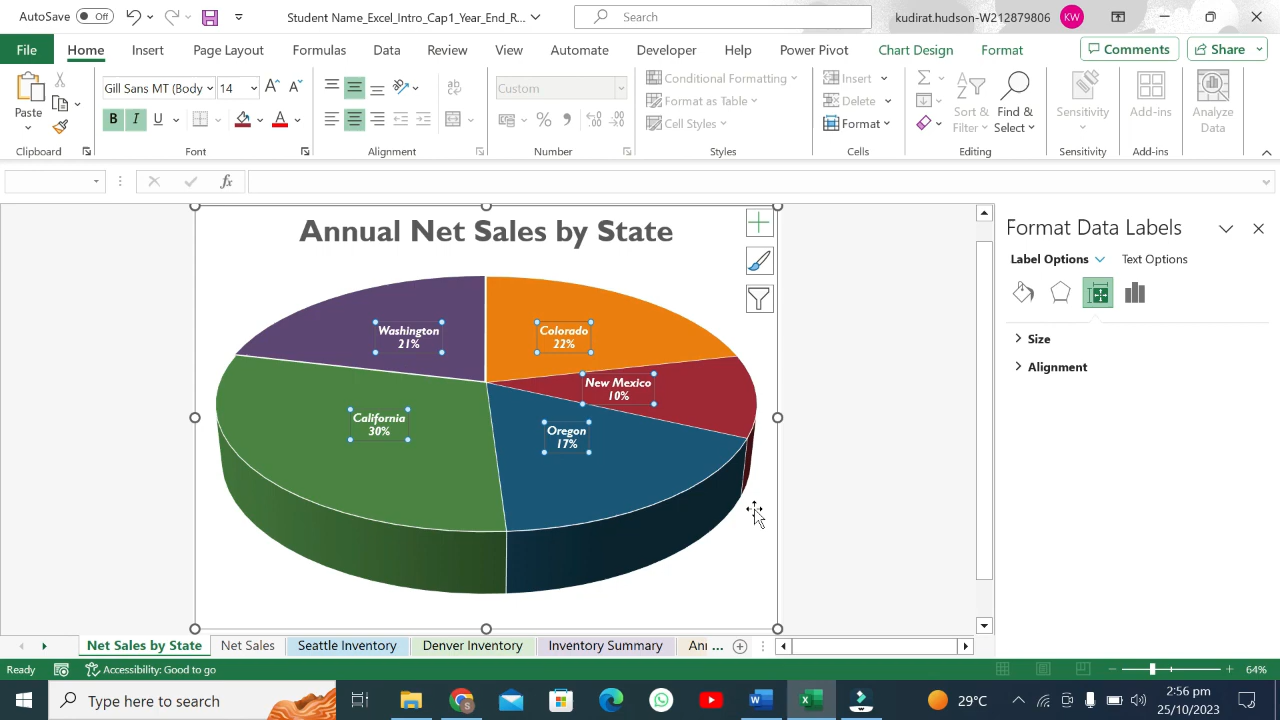 AutoSave Off Student Name_Excel_Intro_Cap1_Year_End_R... Search kudirat.hudson-W212879806 KW
File Home Insert Page Layout Formulas Data Review View Automate Developer Help Power Pivot Chart Design Format Comments Share
Paste Gill Sans MT (Body 14 Custom Conditional Formatting Insert Sort & Find & Sensitivity Add-ins Analyze
Format as Table Delete Filter Select Data
B I U A Cell Styles Format
Clipboard Font Alignment Number Styles Cells Editing Sensitivity Add-ins
fx
Annual Net Sales by State
Washington
21%
Colorado
22%
New Mexico
10%
California
30%
Oregon
17%
Format Data Labels
Label Options Text Options
Size
Alignment
Net Sales by State Net Sales Seattle Inventory Denver Inventory Inventory Summary Ani ...
Ready Accessibility: Good to go 64%
Type here to search 29°C 2:56 pm
25/10/2023